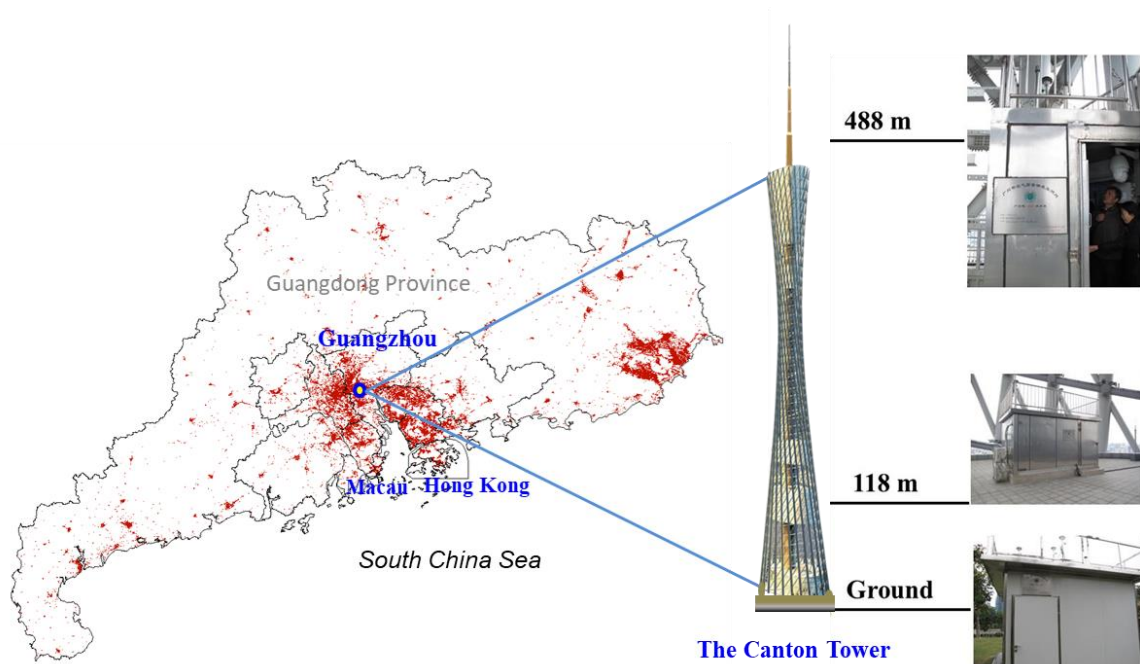 488 m
Guangdong Province
Guangzhou
Macau
Hong Kong
118 m
South China Sea
Ground
The Canton Tower